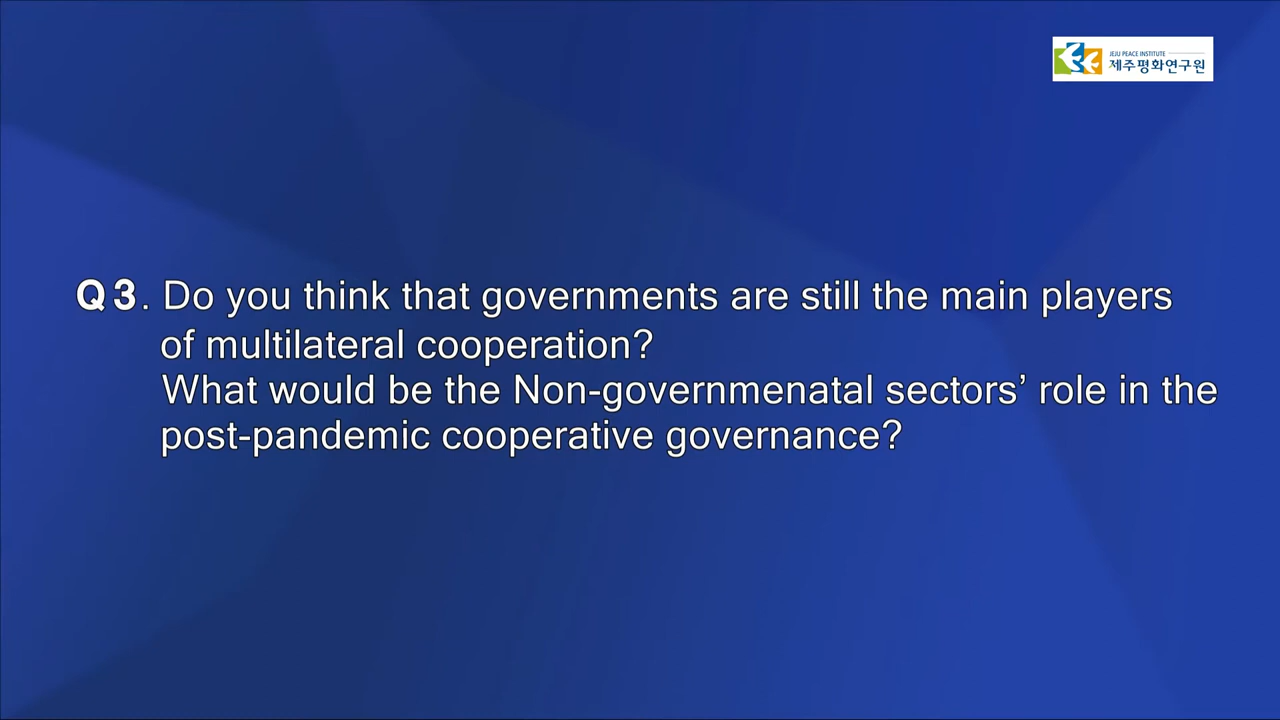 JEJU PEACE INSTITUTE
제주평화연구원
Q3. Do you think that governments are still the main players
of multilateral cooperation?
What would be the Non-governmenatal sectors’ role in the
post-pandemic cooperative governance?